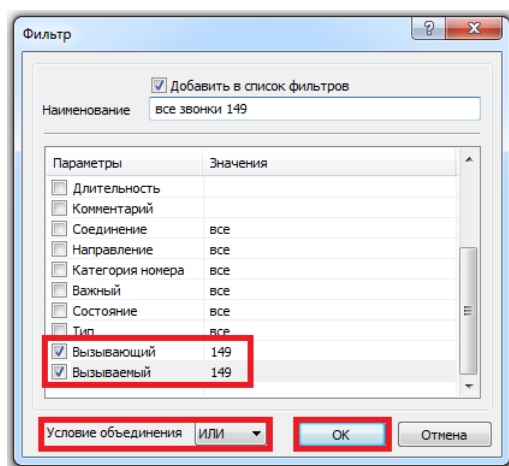 Фильтр
Добавить в список фильтров
Наименование все звонки 149
Параметры Значения
Длительность
Комментарий
Соединение все
Направление все
Категория номера все
Важный все
Состояние все
Тип все
Вызывающий 149
Вызываемый 149
Условие объединения ИЛИ OK Отмена